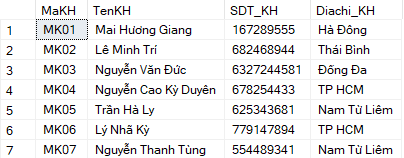 MaKH TenKH SDT_KH Diachi_KH
1 MK01 Mai Hương Giang 167289555 Hà Đông
2 MK02 Lê Minh Trí 682468944 Thái Bình
3 MK03 Nguyễn Văn Đức 6327244581 Đống Đa
4 MK04 Nguyễn Cao Kỳ Duyên 678254433 TP HCM
5 MK05 Trần Hà Ly 625343681 Nam Từ Liêm
6 MK06 Lý Nhã Kỳ 779147894 TP HCM
7 MK07 Nguyễn Thanh Tùng 554489341 Nam Từ Liêm